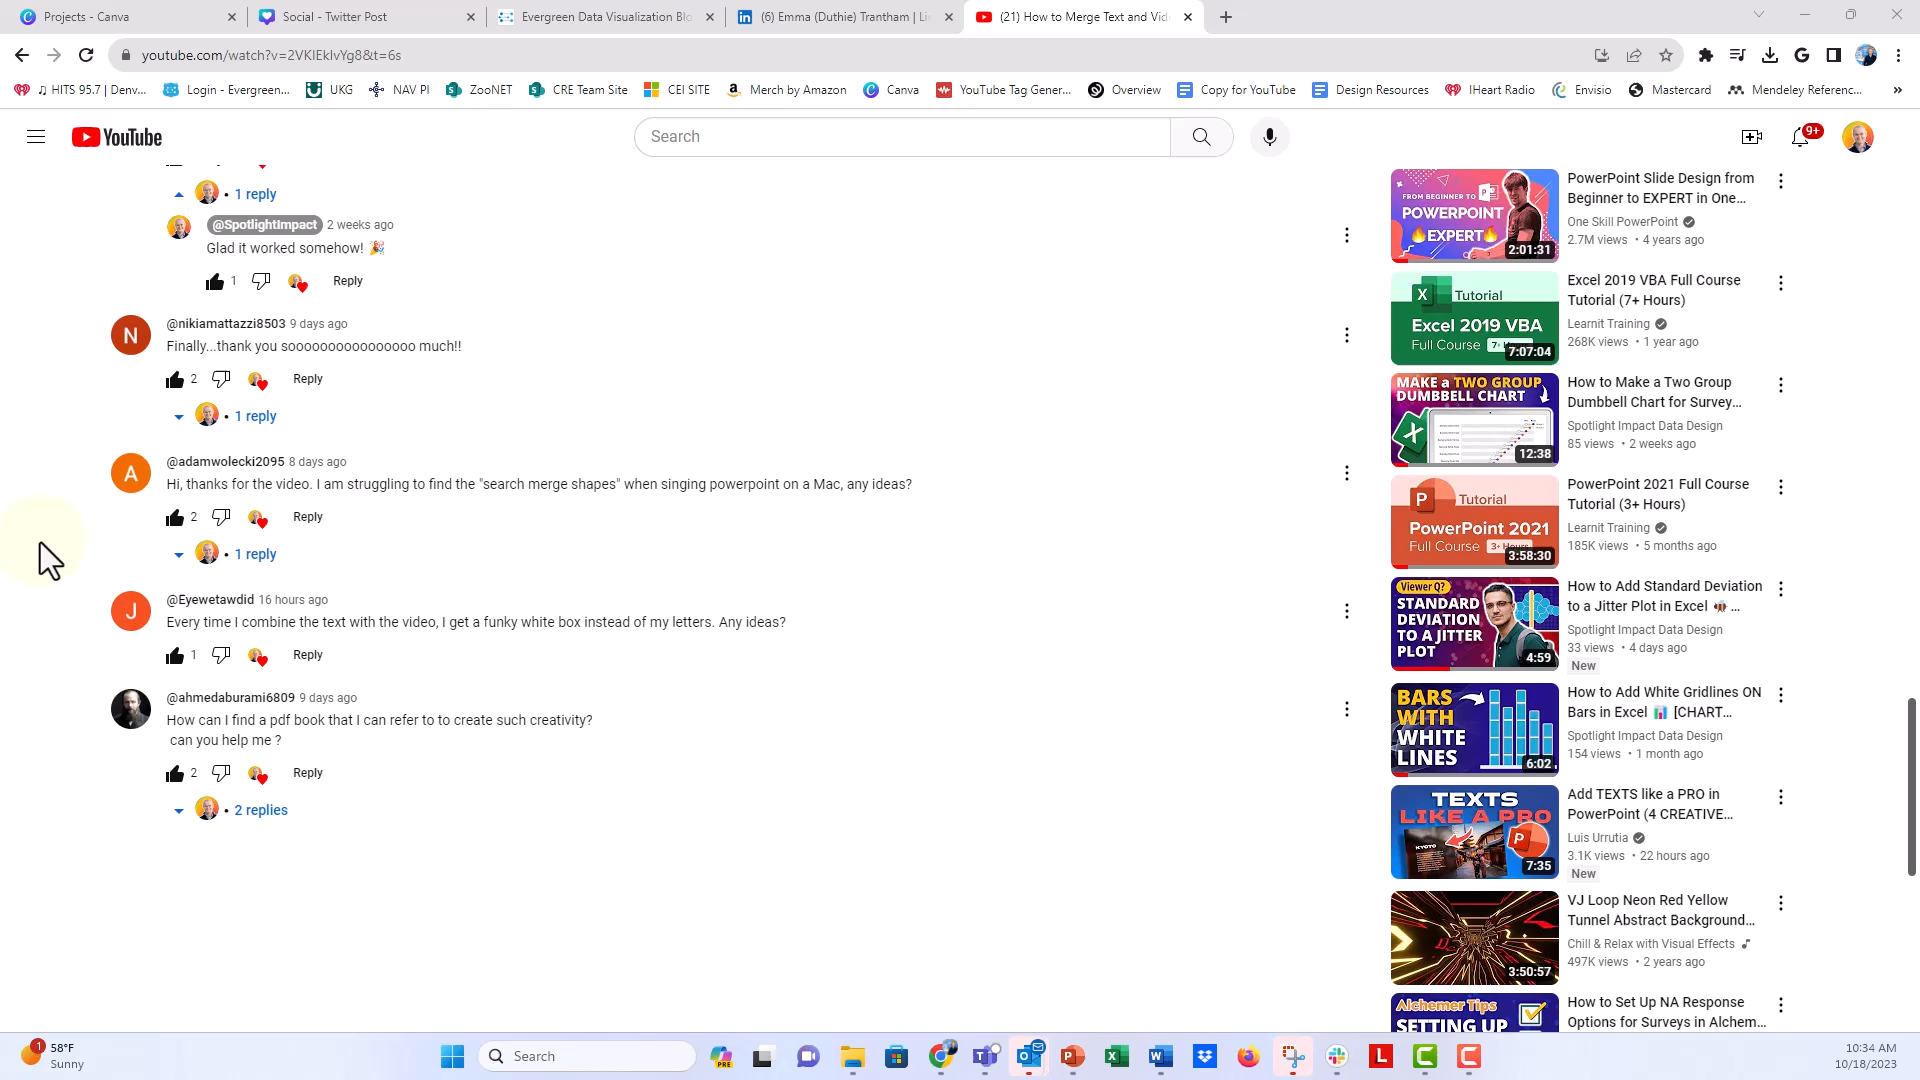 Projects - Canva
Social - Twitter Post
Evergreen Data Visualization Blo
(6) Emma (Duthie) Trantham | Li
(21) How to Merge Text and Vid
youtube.com/watch?v=2VKlEklvYg8&t=6s
♫ HITS 95.7 | Denv...
Login - Evergreen...
UKG
NAV PI
ZooNET
CRE Team Site
CEI SITE
Merch by Amazon
Canva
YouTube Tag Gener...
Overview
Copy for YouTube
Design Resources
IHeart Radio
Envisio
Mastercard
Mendeley Referenc...
»
YouTube
Search
9+
• 1 reply
@SpotlightImpact 2 weeks ago
Glad it worked somehow! 🎉
1 Reply
N
@nikiamattazzi8503 9 days ago
Finally...thank you soooooooooooooooo much!!
2 Reply
• 1 reply
A
@adamwolecki2095 8 days ago
Hi, thanks for the video. I am struggling to find the "search merge shapes" when singing powerpoint on a Mac, any ideas?
2 Reply
• 1 reply
J
@Eyewetawdid 16 hours ago
Every time I combine the text with the video, I get a funky white box instead of my letters. Any ideas?
1 Reply
@ahmedaburami6809 9 days ago
How can I find a pdf book that I can refer to to create such creativity?
can you help me ?
2 Reply
• 2 replies
FROM BEGINNER TO
POWERPOINT
🔥EXPERT🔥
2:01:31
PowerPoint Slide Design from
Beginner to EXPERT in One...
One Skill PowerPoint
2.7M views • 4 years ago
X Tutorial
Excel 2019 VBA
Full Course
7:07:04
Excel 2019 VBA Full Course
Tutorial (7+ Hours)
Learnit Training
268K views • 1 year ago
MAKE a TWO GROUP
DUMBBELL CHART
X
12:38
How to Make a Two Group
Dumbbell Chart for Survey...
Spotlight Impact Data Design
85 views • 2 weeks ago
P Tutorial
PowerPoint 2021
Full Course
3:58:30
PowerPoint 2021 Full Course
Tutorial (3+ Hours)
Learnit Training
185K views • 5 months ago
Viewer Q?
STANDARD
DEVIATION
TO A JITTER
PLOT
4:59
How to Add Standard Deviation
to a Jitter Plot in Excel 🐝 ...
Spotlight Impact Data Design
33 views • 4 days ago
New
BARS
WITH
WHITE
LINES
6:02
How to Add White Gridlines ON
Bars in Excel 📊 [CHART...
Spotlight Impact Data Design
154 views • 1 month ago
TEXTS
LIKE A PRO
KYOTO
P
7:35
Add TEXTS like a PRO in
PowerPoint (4 CREATIVE...
Luis Urrutia
3.1K views • 22 hours ago
New
3:50:57
VJ Loop Neon Red Yellow
Tunnel Abstract Background...
Chill & Relax with Visual Effects
497K views • 2 years ago
Alchemer Tips
SETTING UP
How to Set Up NA Response
Options for Surveys in Alchem...
1
58°F
Sunny
Search
PRE
10:34 AM
10/18/2023